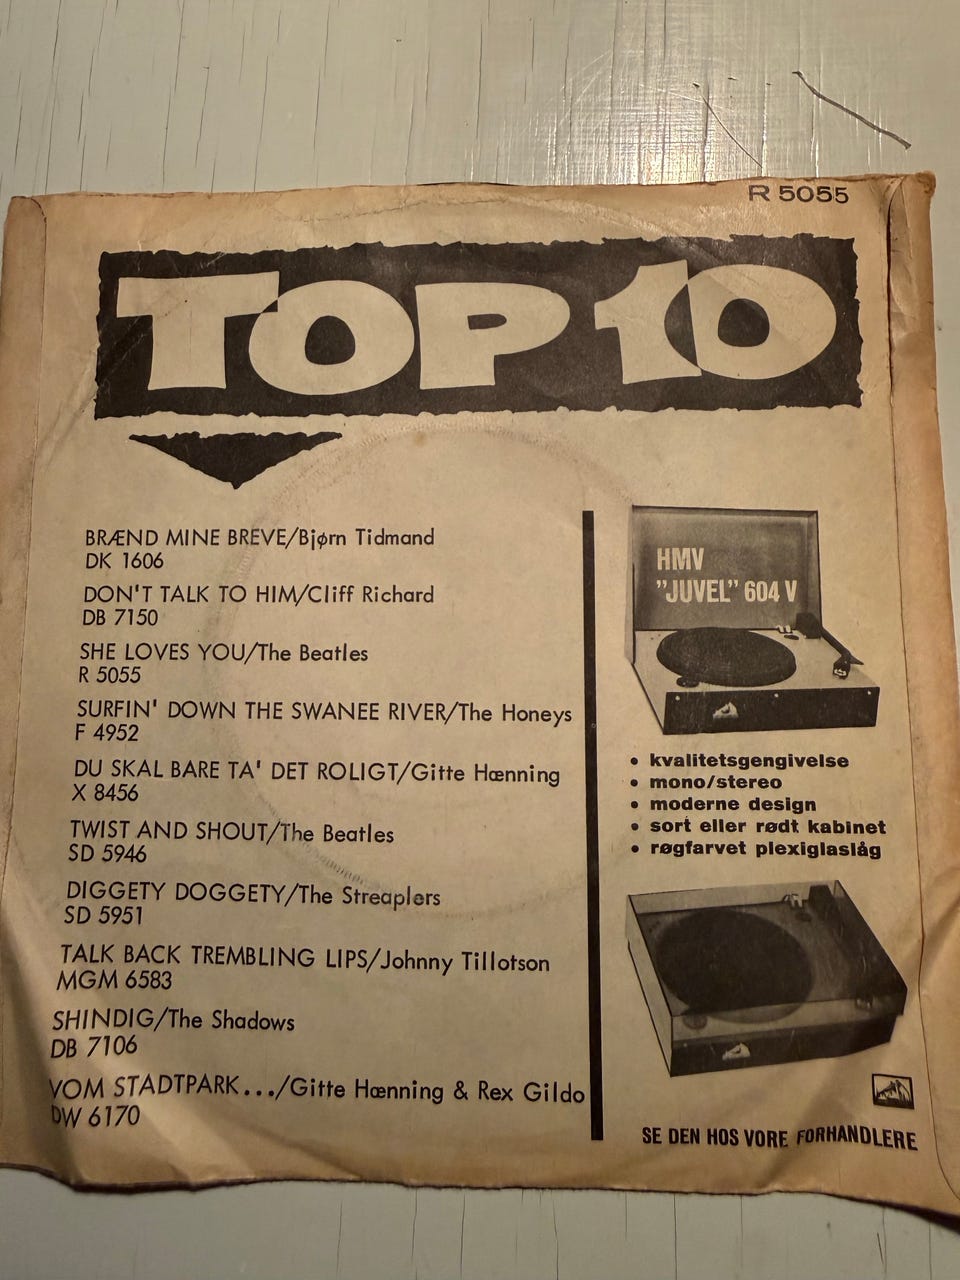 R 5055
TOP 10
BRÆND MINE BREVE/Bjørn Tidmand
DK 1606
DON'T TALK TO HIM/Cliff Richard
DB 7150
SHE LOVES YOU/The Beatles
R 5055
SURFIN' DOWN THE SWANEE RIVER/The Honeys
F 4952
DU SKAL BARE TA' DET ROLIGT/Gitte Hænning
X 8456
TWIST AND SHOUT/The Beatles
SD 5946
DIGGETY DOGGETY/The Streaplers
SD 5951
TALK BACK TREMBLING LIPS/Johnny Tillotson
MGM 6583
SHINDIG/The Shadows
DB 7106
VOM STADTPARK.../Gitte Hænning & Rex Gildo
DW 6170
HMV
"JUVEL" 604 V
• kvalitetsgengivelse
• mono/stereo
• moderne design
• sort eller rødt kabinet
• røgfarvet plexiglaslåg
SE DEN HOS VORE FORHANDLERE